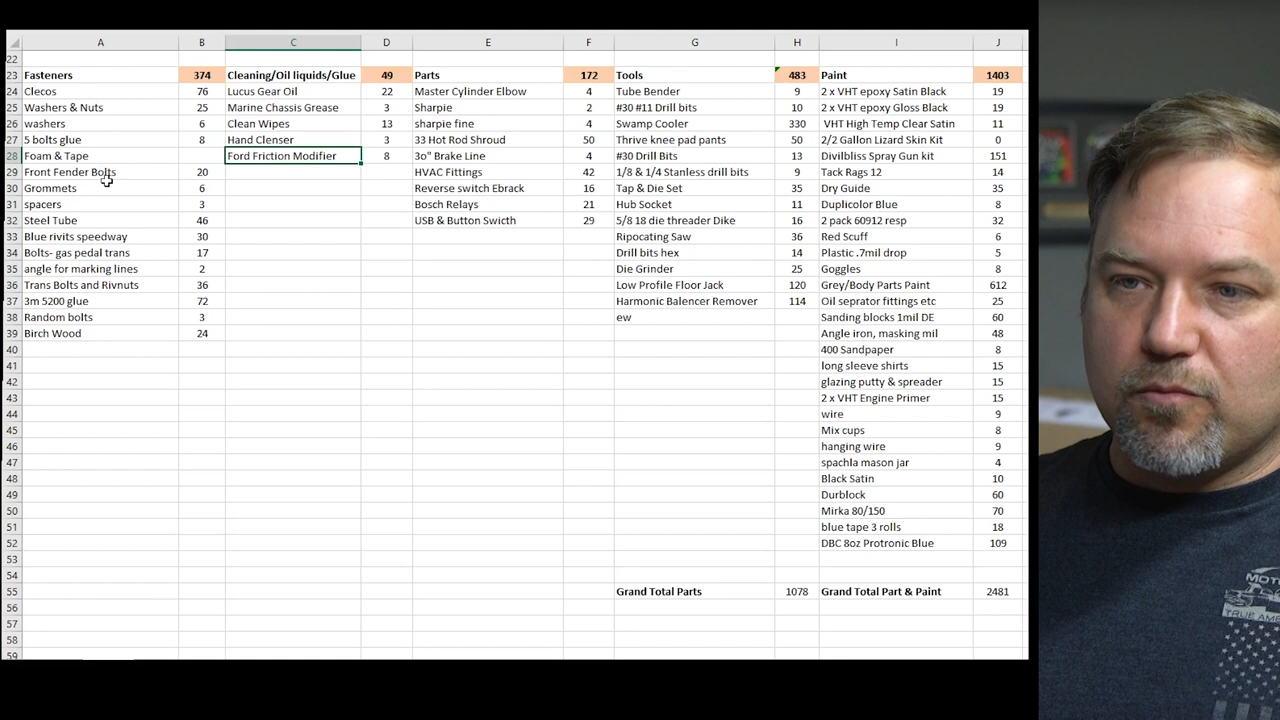 A B C D E F G H I J
22
23 Fasteners 374 Cleaning/Oil liquids/Glue 49 Parts 172 Tools 483 Paint 1403
24 Clecos 76 Lucus Gear Oil 22 Master Cylinder Elbow 4 Tube Bender 9 2 x VHT epoxy Satin Black 19
25 Washers & Nuts 25 Marine Chassis Grease 3 Sharpie 2 #30 #11 Drill bits 10 2 x VHT epoxy Gloss Black 19
26 washers 6 Clean Wipes 13 sharpie fine 4 Swamp Cooler 330 VHT High Temp Clear Satin 11
27 5 bolts glue 8 Hand Clenser 3 33 Hot Rod Shroud 50 Thrive knee pad pants 50 2/2 Gallon Lizard Skin Kit 0
28 Foam & Tape Ford Friction Modifier 8 3o" Brake Line 4 #30 Drill Bits 13 Divilbliss Spray Gun kit 151
29 Front Fender Bolts 20 HVAC Fittings 42 1/8 & 1/4 Stanless drill bits 9 Tack Rags 12 14
30 Grommets 6 Reverse switch Ebrack 16 Tap & Die Set 35 Dry Guide 35
31 spacers 3 Bosch Relays 21 Hub Socket 11 Duplicolor Blue 8
32 Steel Tube 46 USB & Button Swicth 29 5/8 18 die threader Dike 16 2 pack 60912 resp 32
33 Blue rivits speedway 30 Ripocating Saw 36 Red Scuff 6
34 Bolts- gas pedal trans 17 Drill bits hex 14 Plastic .7mil drop 5
35 angle for marking lines 2 Die Grinder 25 Goggles 8
36 Trans Bolts and Rivnuts 36 Low Profile Floor Jack 120 Grey/Body Parts Paint 612
37 3m 5200 glue 72 Harmonic Balencer Remover 114 Oil seprator fittings etc 25
38 Random bolts 3 ew Sanding blocks 1mil DE 60
39 Birch Wood 24 Angle iron, masking mil 48
40 400 Sandpaper 8
41 long sleeve shirts 15
42 glazing putty & spreader 15
43 2 x VHT Engine Primer 15
44 wire 9
45 Mix cups 8
46 hanging wire 9
47 spachla mason jar 4
48 Black Satin 10
49 Durblock 60
50 Mirka 80/150 70
51 blue tape 3 rolls 18
52 DBC 8oz Protronic Blue 109
53
54
55 Grand Total Parts 1078 Grand Total Part & Paint 2481
56
57
58
59
TRUE AME